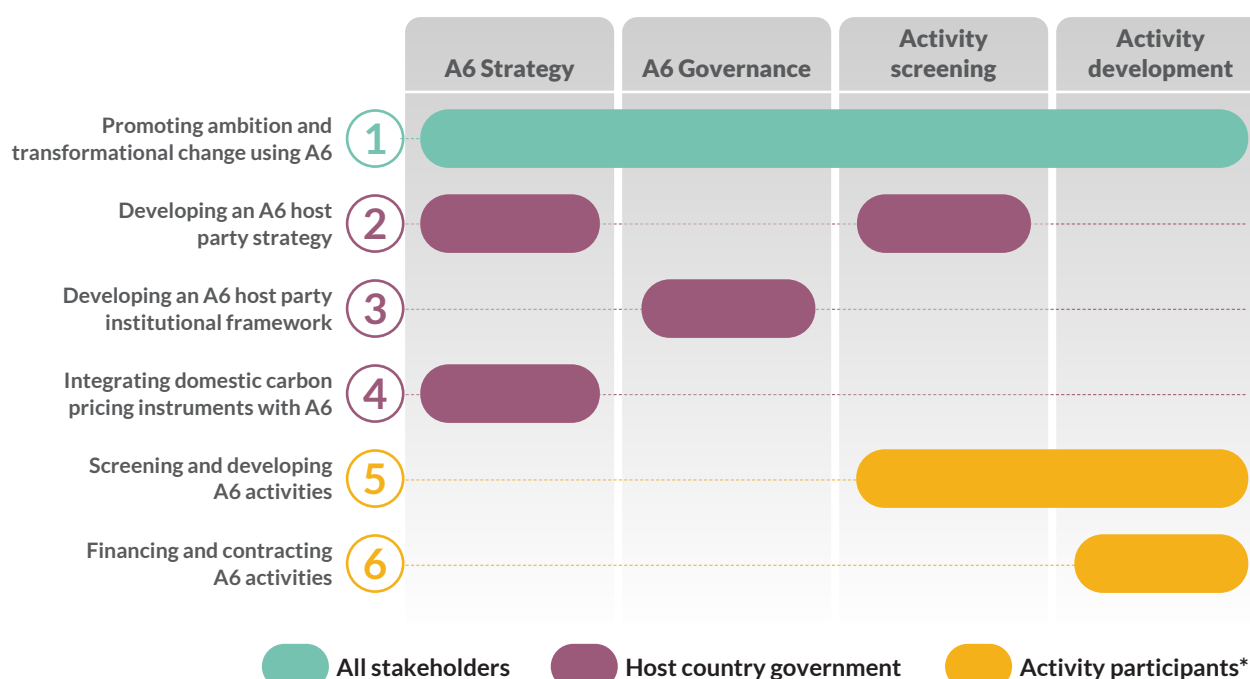 A6 Strategy
A6 Governance
Activity
screening
Activity
development
Promoting ambition and
transformational change using A6
1
Developing an A6 host
party strategy
2
Developing an A6 host party
institutional framework
3
Integrating domestic carbon
pricing instruments with A6
4
Screening and developing
A6 activities
5
Financing and contracting
A6 activities
6
All stakeholders
Host country government
Activity participants*